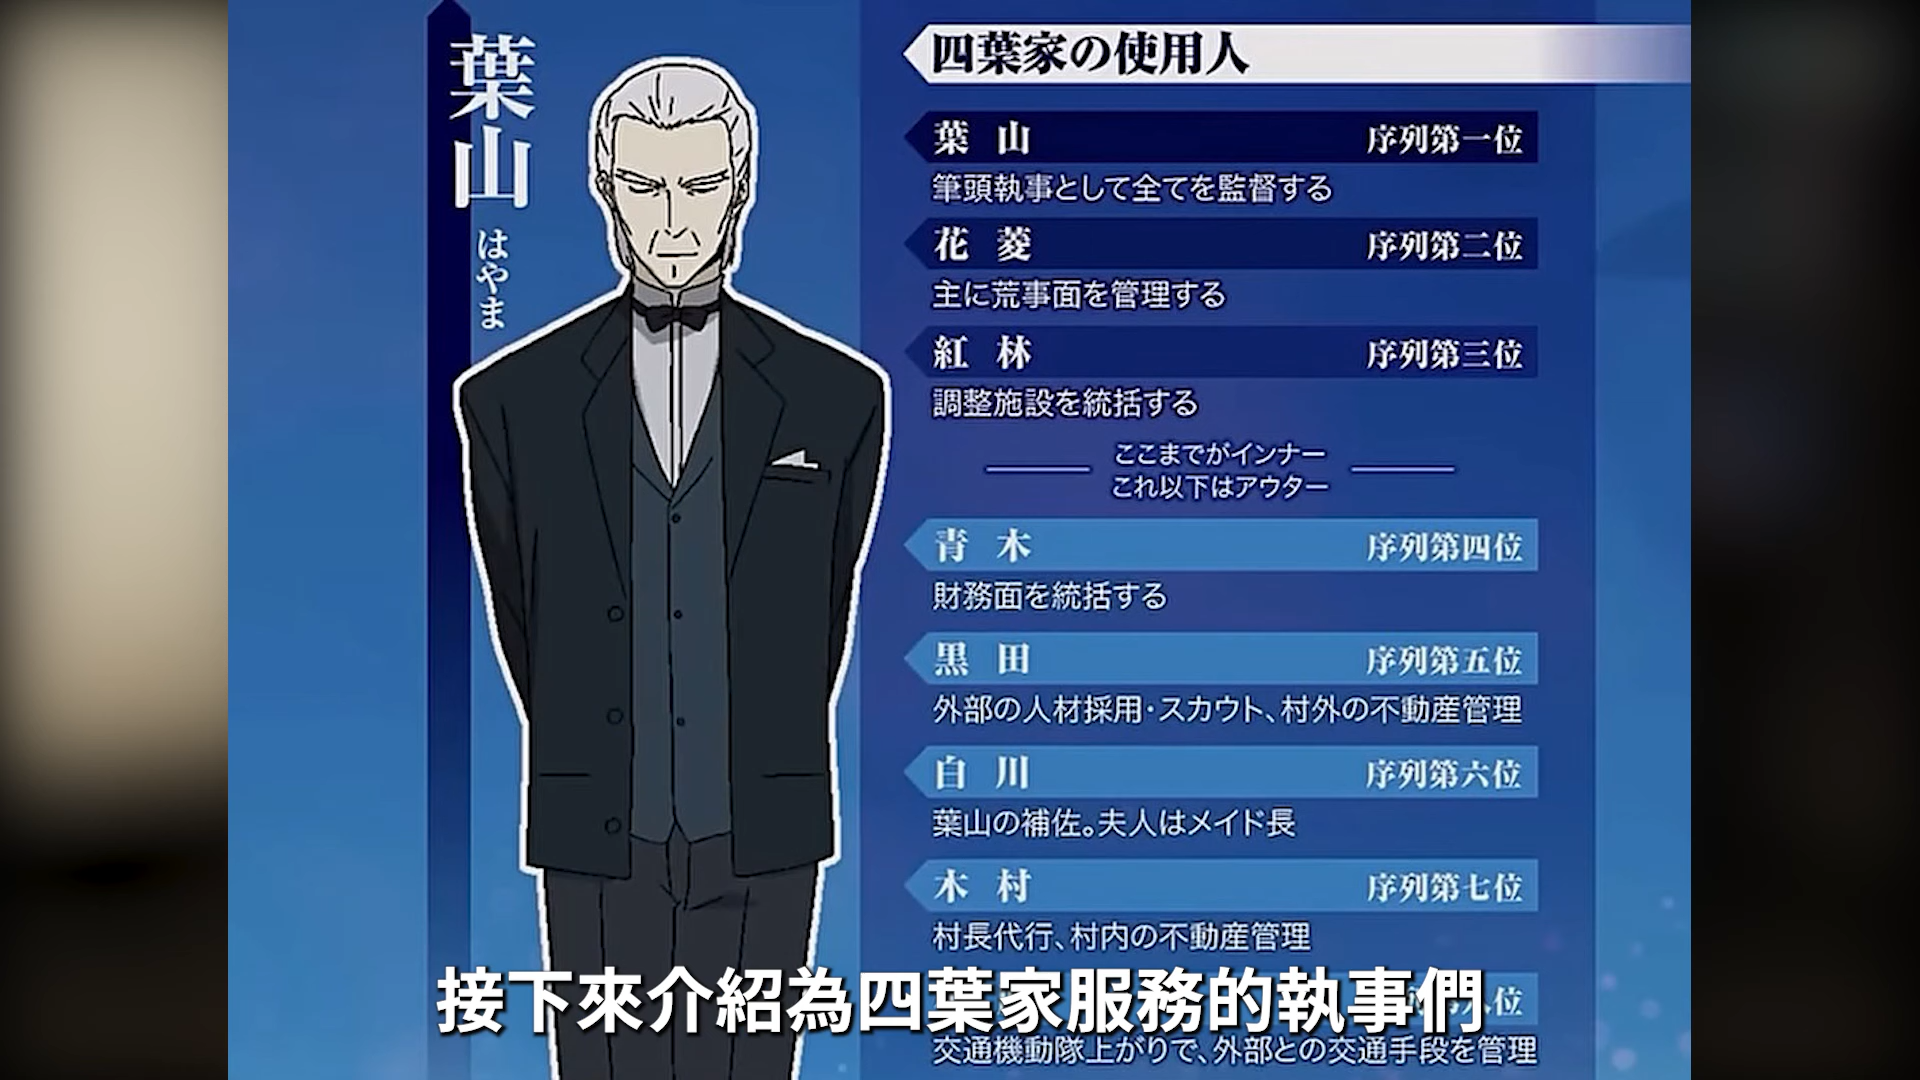 葉山
はやま
四葉家の使用人
葉山 序列第一位
筆頭執事として全てを監督する
花菱 序列第二位
主に荒事面を管理する
紅林 序列第三位
調整施設を統括する
ここまでがインナー
これ以下はアウター
青木 序列第四位
財務面を統括する
黒田 序列第五位
外部の人材採用・スカウト、村外の不動産管理
白川 序列第六位
葉山の補佐。夫人はメイド長
木村 序列第七位
村長代行、村内の不動産管理
位
交通機動隊上がりで、外部との交通手段を管理
接下來介紹為四葉家服務的執事們